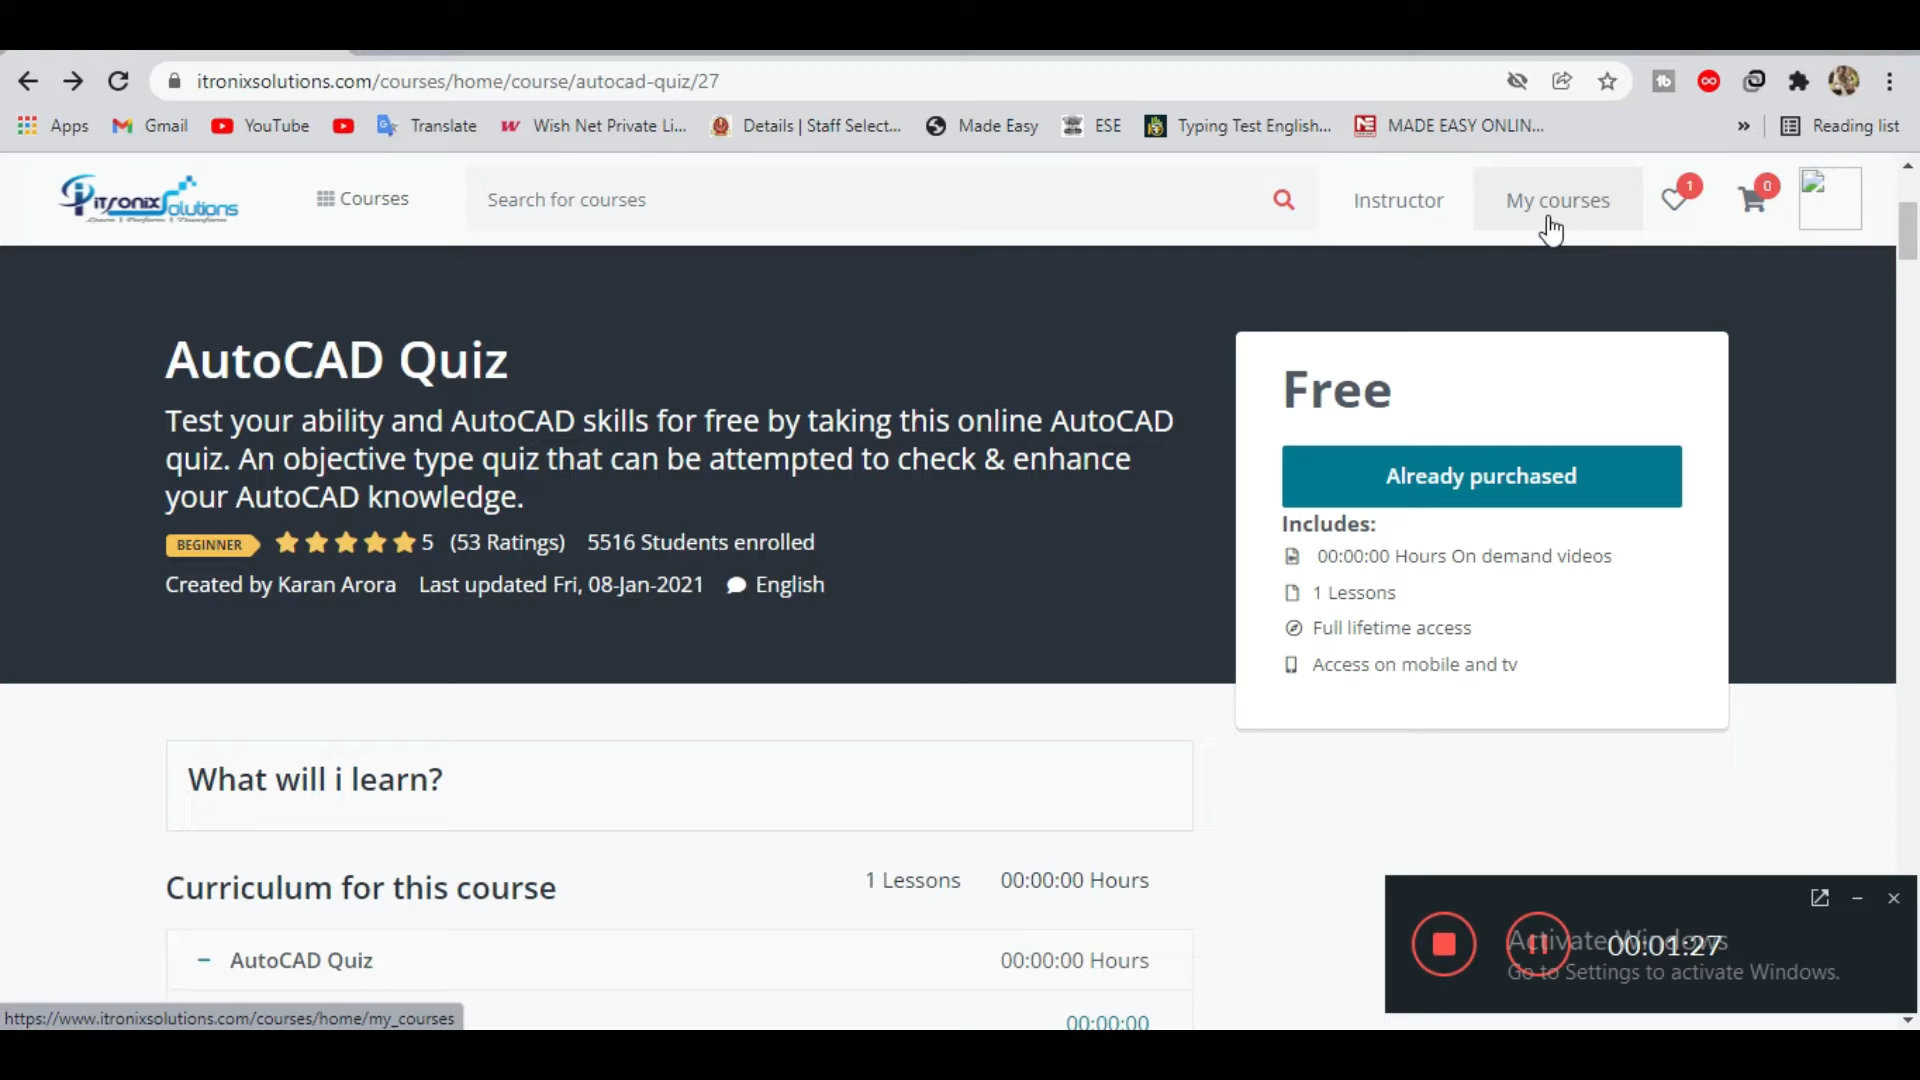 itronixsolutions.com/courses/home/course/autocad-quiz/27
Apps Gmail YouTube Translate Wish Net Private Li... Details | Staff Select... Made Easy ESE Typing Test English... MADE EASY ONLIN... » Reading list
itronix Solutions
Courses Search for courses Instructor My courses 1 0
AutoCAD Quiz
Test your ability and AutoCAD skills for free by taking this online AutoCAD
quiz. An objective type quiz that can be attempted to check & enhance
your AutoCAD knowledge.
BEGINNER 5 (53 Ratings) 5516 Students enrolled
Created by Karan Arora Last updated Fri, 08-Jan-2021 English
Free
Already purchased
Includes:
00:00:00 Hours On demand videos
1 Lessons
Full lifetime access
Access on mobile and tv
What will i learn?
Curriculum for this course 1 Lessons 00:00:00 Hours
AutoCAD Quiz 00:00:00 Hours
00:00:00
Activate Windows
00:01:27
Go to Settings to activate Windows.
https://www.itronixsolutions.com/courses/home/my_courses